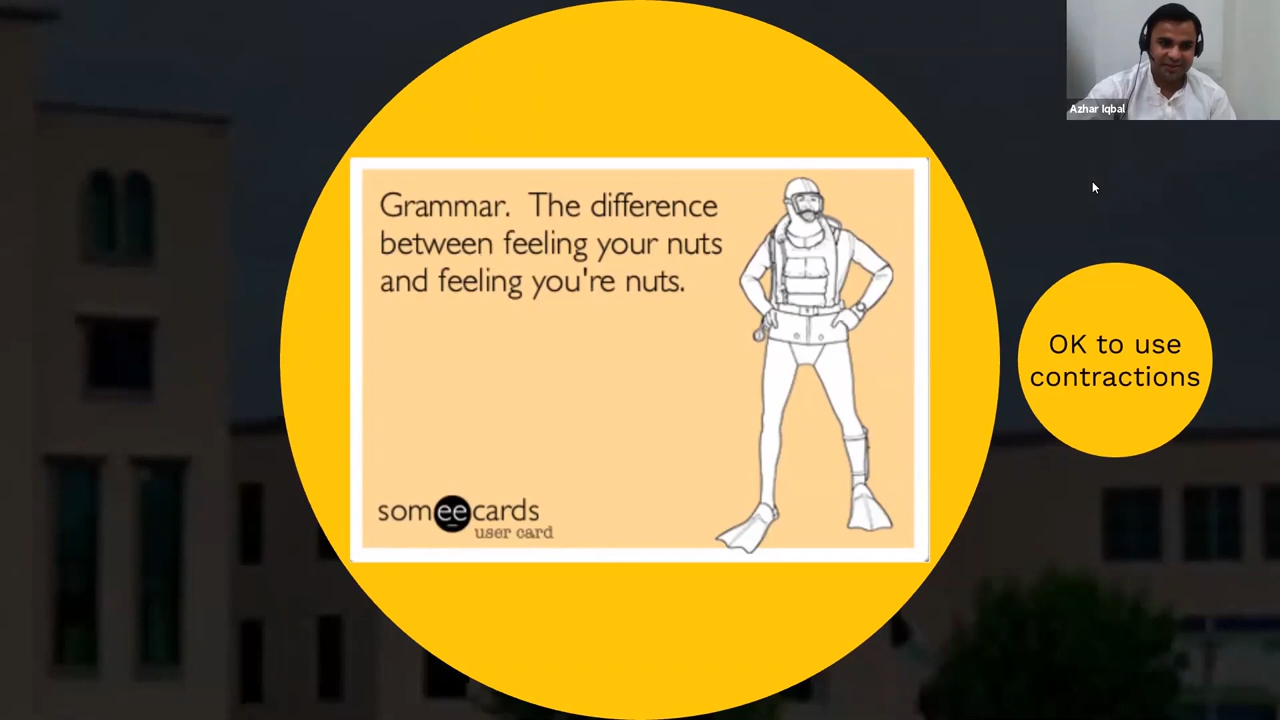 Azhar Iqbal
Grammar. The difference
between feeling your nuts
and feeling you're nuts.
someecards
user card
OK to use
contractions